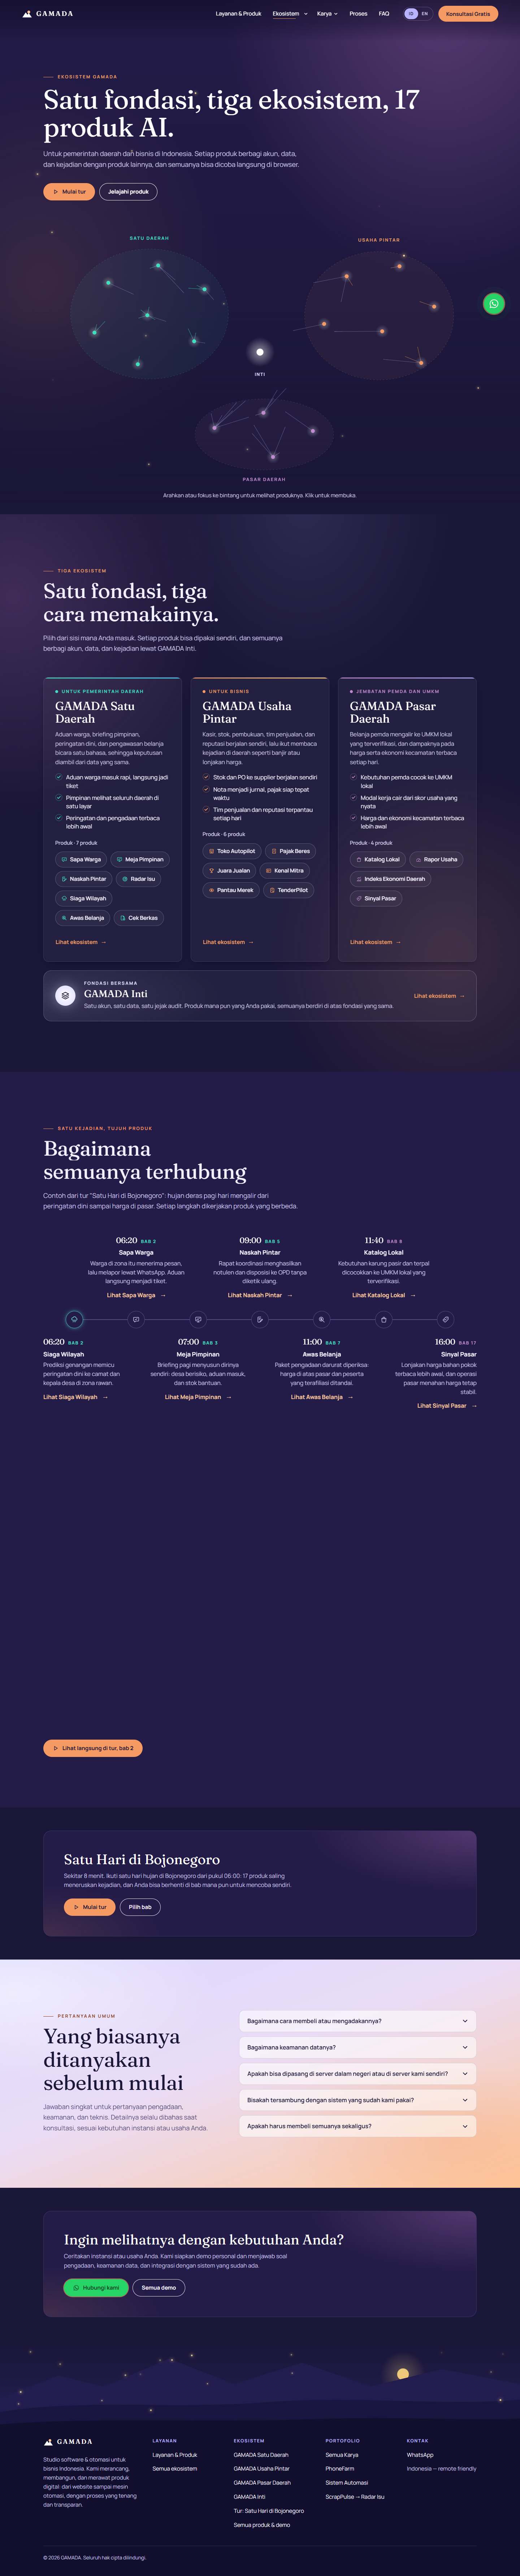 GAMADA
Layanan & Produk
Ekosistem
Karya
Proses
FAQ
ID
EN
Konsultasi Gratis
EKOSISTEM GAMADA
Satu fondasi, tiga ekosistem, 17
produk AI.
Untuk pemerintah daerah dan bisnis di Indonesia. Setiap produk berbagi akun, data,
dan kejadian dengan produk lainnya, dan semuanya bisa dicoba langsung di browser.
Mulai tur
Jelajahi produk
SATU DAERAH
USAHA PINTAR
INTI
PASAR DAERAH
Arahkan atau fokus ke bintang untuk melihat produknya. Klik untuk membuka.
TIGA EKOSISTEM
Satu fondasi, tiga
cara memakainya.
Pilih dari sisi mana Anda masuk. Setiap produk bisa dipakai sendiri, dan semuanya
berbagi akun, data, dan kejadian lewat GAMADA Inti.
UNTUK PEMERINTAH DAERAH
GAMADA Satu
Daerah
Aduan warga, briefing pimpinan,
peringatan dini, dan pengawasan belanja
bicara satu bahasa, sehingga keputusan
diambil dari data yang sama.
Aduan warga masuk rapi, langsung jadi
tiket
Pimpinan melihat seluruh daerah di
satu layar
Peringatan dan pengadaan terbaca
lebih awal
Produk · 7 produk
Sapa Warga
Meja Pimpinan
Naskah Pintar
Radar Isu
Siaga Wilayah
Awas Belanja
Cek Berkas
Lihat ekosistem →
UNTUK BISNIS
GAMADA Usaha
Pintar
Kasir, stok, pembukuan, tim penjualan, dan
reputasi berjalan sendiri, lalu ikut membaca
kejadian di daerah seperti banjir atau
regulasi baru.
Stok dan PO ke supplier berjalan sendiri
Nota menjadi jurnal, pajak siap tepat
waktu
Tim penjualan dan reputasi terpantau
setiap hari
Produk · 6 produk
Toko Autopilot
Pajak Beres
Juara Jualan
Kenal Mitra
Pantau Merek
TenderPilot
Lihat ekosistem →
JEMBATAN PEMDA DAN UMKM
GAMADA Pasar
Daerah
Belanja pemda mengalir ke UMKM lokal
yang terverifikasi, dan dampaknya pada
harga serta ekonomi kecamatan terbaca
setiap hari.
Kebutuhan pemda cocok ke UMKM
lokal
Modal kerja cair dari skor usaha yang
nyata
Harga dan ekonomi kecamatan terbaca
lebih awal
Produk · 4 produk
Katalog Lokal
Rapor Usaha
Indeks Ekonomi Daerah
Sinyal Pasar
Lihat ekosistem →
FONDASI BERSAMA
GAMADA Inti
Satu akun, satu data, satu jejak audit. Produk mana pun yang Anda pakai, semuanya berdiri di atas fondasi yang sama.
Lihat ekosistem →
SATU KEJADIAN, TUJUH PRODUK
Bagaimana
semuanya terhubung
Contoh dari tur "Satu Hari di Bojonegoro": hujan deras pagi hari mengalir dari
peringatan dini sampai harga di pasar. Setiap langkah dikerjakan produk yang berbeda.
06:20 BAB 2
Sapa Warga
Warga di zona itu menerima peringatan,
lalu melapor lewat WhatsApp. Aduan
langsung menjadi tiket.
Lihat Sapa Warga →
09:00 BAB 5
Naskah Pintar
Rapat koordinasi menghasilkan
notulen dan disposisi ke OPD tanpa
diketik ulang.
Lihat Naskah Pintar →
11:40 BAB 8
Katalog Lokal
Kebutuhan karung pasir dan terpal
dicocokkan ke UMKM lokal yang
terverifikasi.
Lihat Katalog Lokal →
06:20 BAB 2
Siaga Wilayah
Prediksi genangan memicu
peringatan dini ke camat dan
kepala desa di zona rawan.
Lihat Siaga Wilayah →
07:00 BAB 3
Meja Pimpinan
Briefing pagi menyusun dirinya
sendiri: desa berisiko, aduan masuk,
dan stok bantuan.
Lihat Meja Pimpinan →
11:00 BAB 7
Awas Belanja
Paket pengadaan darurat diperiksa:
harga di atas pasar dan peserta
yang terafiliasi ditandai.
Lihat Awas Belanja →
16:00 BAB 17
Sinyal Pasar
Lonjakan harga bahan pokok
terbaca lebih awal, dan operasi
pasar menahan harga tetap
stabil.
Lihat Sinyal Pasar →
Lihat langsung di tur, bab 2
Satu Hari di Bojonegoro
Sekitar 8 menit. Ikuti satu hari hujan di Bojonegoro dari pukul 06:00: 17 produk saling
meneruskan kejadian, dan Anda bisa berhenti di bab mana pun untuk mencoba sendiri.
Mulai tur
Pilih bab
PERTANYAAN UMUM
Yang biasanya
ditanyakan
sebelum mulai
Jawaban singkat untuk pertanyaan pengadaan,
keamanan, dan teknis. Detailnya selalu dibahas saat
konsultasi, sesuai kebutuhan instansi atau usaha Anda.
Bagaimana cara membeli atau mengadakannya?
Bagaimana keamanan datanya?
Apakah bisa dipasang di server dalam negeri atau di server kami sendiri?
Bisakah tersambung dengan sistem yang sudah kami pakai?
Apakah harus membeli semuanya sekaligus?
Ingin melihatnya dengan kebutuhan Anda?
Ceritakan instansi atau usaha Anda. Kami siapkan demo personal dan menjawab soal
pengadaan, keamanan data, dan integrasi dengan sistem yang sudah ada.
Hubungi kami
Semua demo
GAMADA
Studio software & otomasi untuk
bisnis Indonesia. Kami merancang,
membangun, dan merawat produk
digital dari website sampai mesin
otomasi, dengan proses yang tenang
dan transparan.
LAYANAN
Layanan & Produk
Semua ekosistem
EKOSISTEM
GAMADA Satu Daerah
GAMADA Usaha Pintar
GAMADA Pasar Daerah
GAMADA Inti
Tur: Satu Hari di Bojonegoro
Semua produk & demo
PORTOFOLIO
Semua Karya
PhoneFarm
Sistem Automasi
ScrapPulse → Radar Isu
KONTAK
WhatsApp
Indonesia — remote friendly
© 2026 GAMADA. Seluruh hak cipta dilindungi.